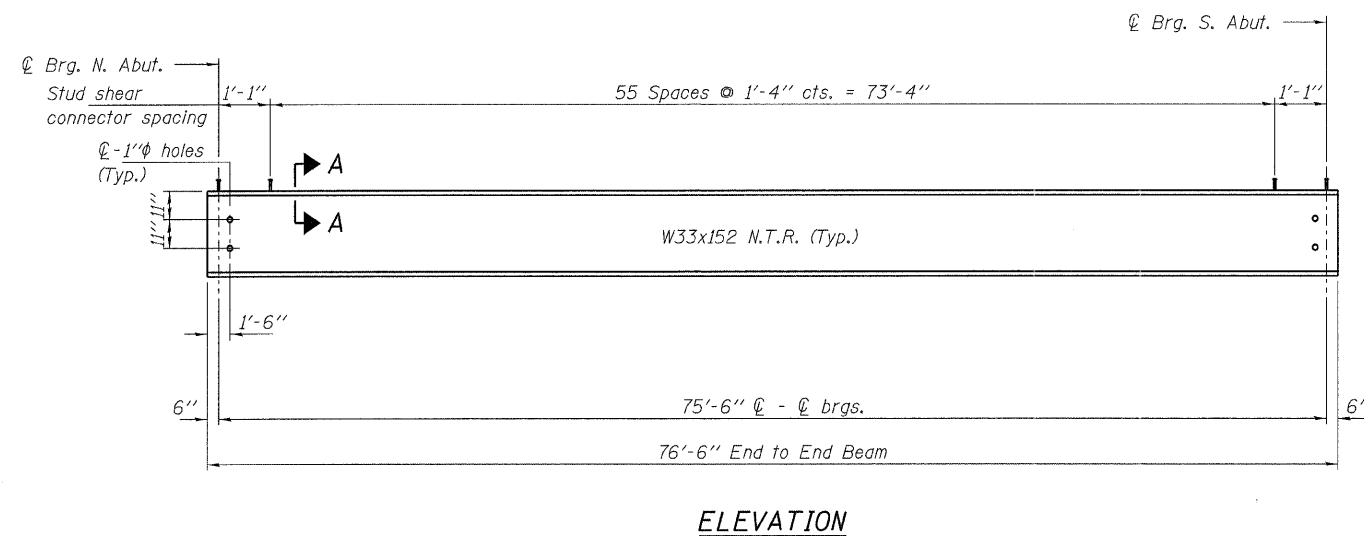 ℄ Brg. S. Abut.
℄ Brg. N. Abut.
Stud shear
connector spacing
1'-1"
55 Spaces @ 1'-4" cts. = 73'-4"
1'-1"
℄-1"ϕ holes
(Typ.)
A
A
11"
11"
W33x152 N.T.R. (Typ.)
1'-6"
6"
75'-6" ℄ - ℄ brgs.
6"
76'-6" End to End Beam
ELEVATION